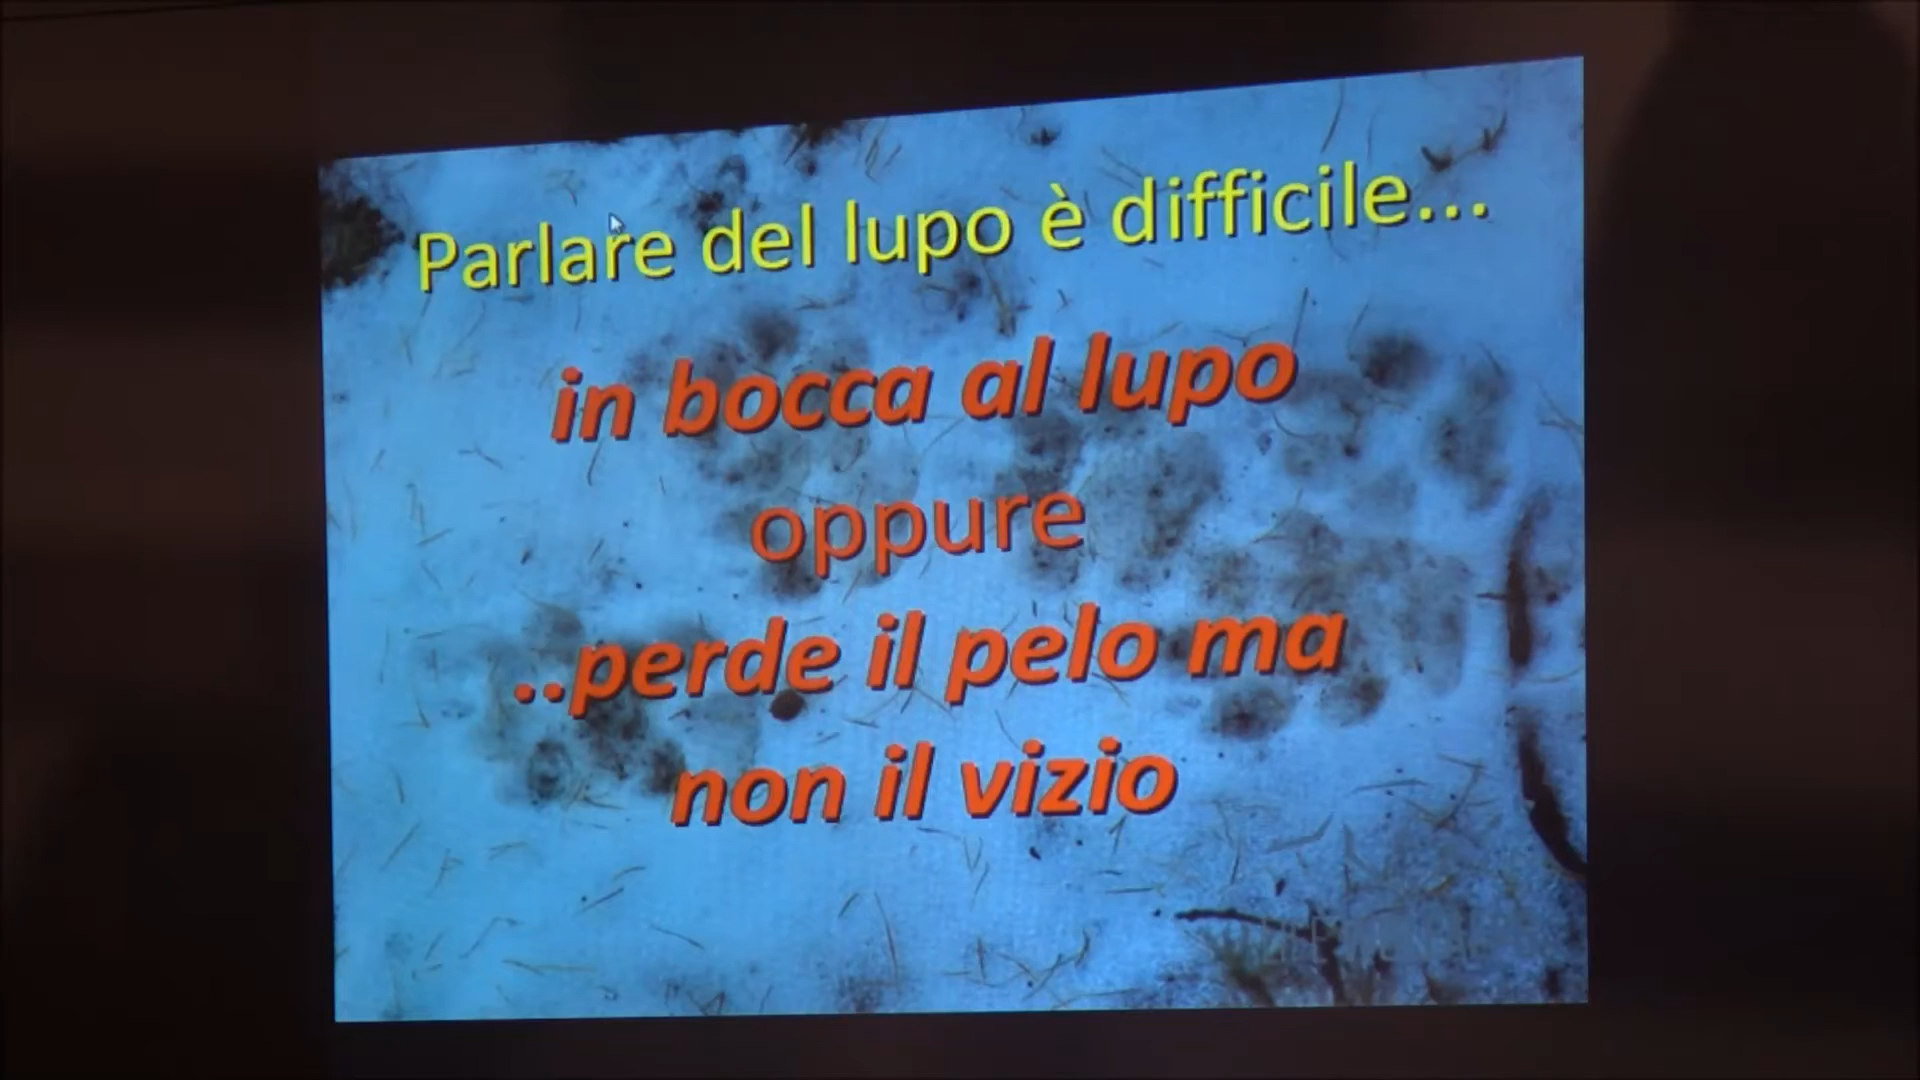 Parlare del lupo è difficile...
in bocca al lupo
oppure
..perde il pelo ma
non il vizio